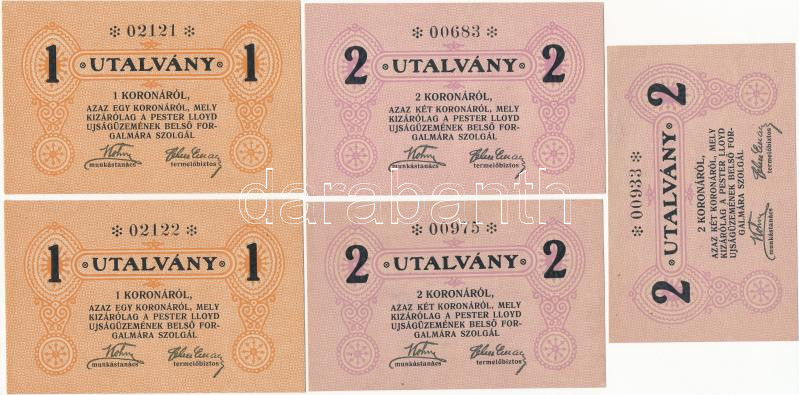 ✻ 02121 ✻
1 UTALVÁNY 1
1 KORONÁRÓL,
AZAZ EGY KORONÁRÓL, MELY
KIZÁRÓLAG A PESTER LLOYD
UJSÁGÜZEMÉNEK BELSŐ FOR-
GALMÁRA SZOLGÁL
munkástanács termelőbiztos
✻ 00683 ✻
2 UTALVÁNY 2
2 KORONÁRÓL,
AZAZ KÉT KORONÁRÓL, MELY
KIZÁRÓLAG A PESTER LLOYD
UJSÁGÜZEMÉNEK BELSŐ FOR-
GALMÁRA SZOLGÁL
munkástanács termelőbiztos
✻ 00933 ✻
2 UTALVÁNY 2
2 KORONÁRÓL,
AZAZ KÉT KORONÁRÓL, MELY
KIZÁRÓLAG A PESTER LLOYD
UJSÁGÜZEMÉNEK BELSŐ FOR-
GALMÁRA SZOLGÁL
munkástanács termelőbiztos
✻ 02122 ✻
1 UTALVÁNY 1
1 KORONÁRÓL,
AZAZ EGY KORONÁRÓL, MELY
KIZÁRÓLAG A PESTER LLOYD
UJSÁGÜZEMÉNEK BELSŐ FOR-
GALMÁRA SZOLGÁL
munkástanács termelőbiztos
✻ 00975 ✻
2 UTALVÁNY 2
2 KORONÁRÓL,
AZAZ KÉT KORONÁRÓL, MELY
KIZÁRÓLAG A PESTER LLOYD
UJSÁGÜZEMÉNEK BELSŐ FOR-
GALMÁRA SZOLGÁL
munkástanács termelőbiztos
darabanth